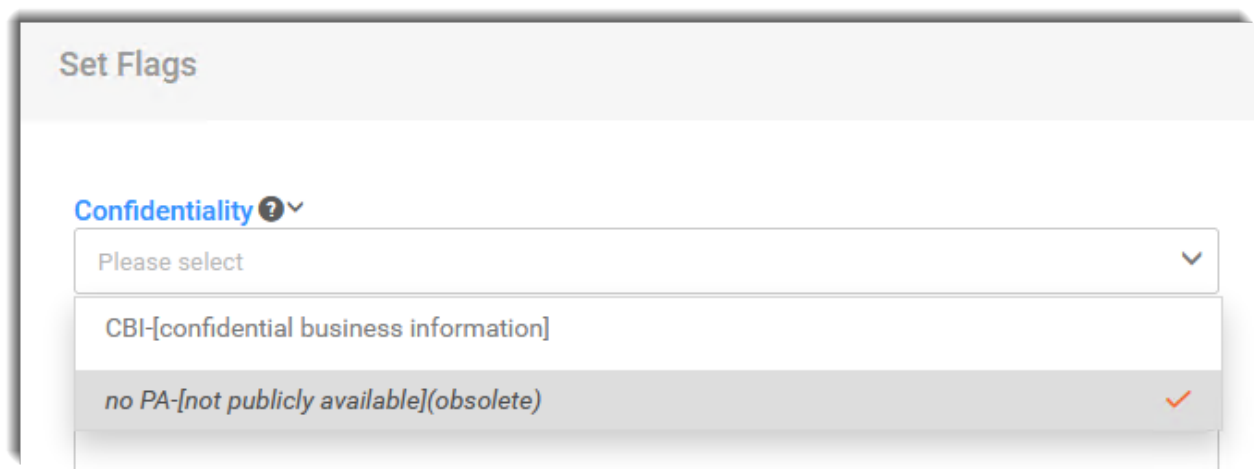 Set Flags
Confidentiality ?
Please select
CBI-[confidential business information]
no PA-[not publicly available](obsolete)